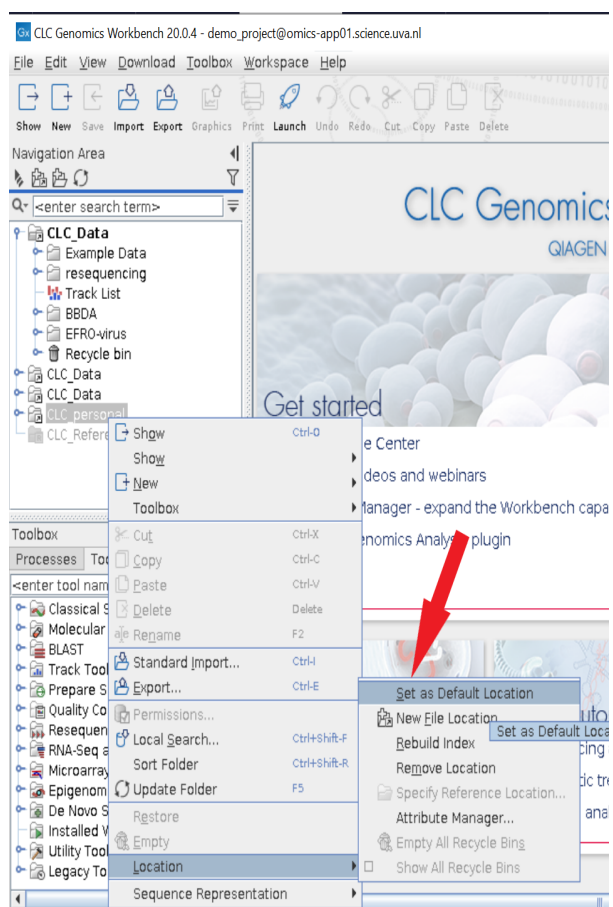 Gx CLC Genomics Workbench 20.0.4 - demo_project@omics-app01.science.uva.nl
File Edit View Download Toolbox Workspace Help
Show New Save Import Export Graphics Print Launch Undo Redo Cut Copy Paste Delete
Navigation Area
<enter search term>
CLC_Data
Example Data
resequencing
Track List
BBDA
EFRO-virus
Recycle bin
CLC_Data
CLC_Data
CLC_personal
CLC_Refere
CLC Genomics
QIAGEN
Get started
e Center
deos and webinars
Manager - expand the Workbench capa
enomics Analys plugin
Toolbox
Processes Too
<enter tool nam
Classical S
Molecular
BLAST
Track Tool
Prepare S
Quality Co
Resequen
RNA-Seq a
Microarray
Epigenom
De Novo S
Installed W
Utility Tool
Legacy To
Show Ctrl-O
Show
New
Toolbox
Cut Ctrl-X
Copy Ctrl-C
Paste Ctrl-V
Delete Delete
Rename F2
Standard Import... Ctrl-I
Export... Ctrl-E
Permissions...
Local Search... Ctrl+Shift-F
Sort Folder Ctrl+Shift-R
Update Folder F5
Restore
Empty
Location
Sequence Representation
Set as Default Location
New File Location
Set as Default Loca
Rebuild Index
Remove Location
Specify Reference Location...
Attribute Manager...
Empty All Recycle Bins
Show All Recycle Bins
uto
cing
tic tre
anal